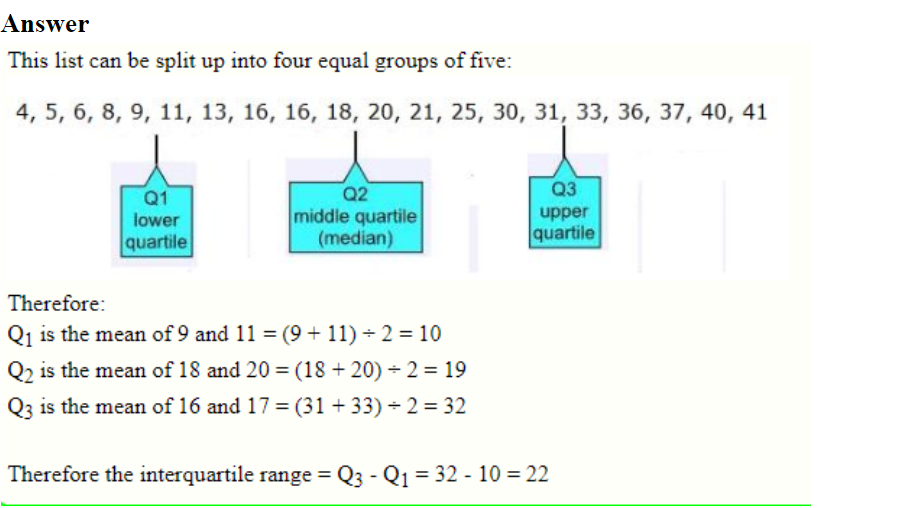 Answer
This list can be split up into four equal groups of five:
4, 5, 6, 8, 9, 11, 13, 16, 16, 18, 20, 21, 25, 30, 31, 33, 36, 37, 40, 41
Q1
lower
quartile
Q2
middle quartile
(median)
Q3
upper
quartile
Therefore:
Q₁ is the mean of 9 and 11 = (9 + 11) ÷ 2 = 10
Q₂ is the mean of 18 and 20 = (18 + 20) ÷ 2 = 19
Q₃ is the mean of 16 and 17 = (31 + 33) ÷ 2 = 32
Therefore the interquartile range = Q₃ - Q₁ = 32 - 10 = 22